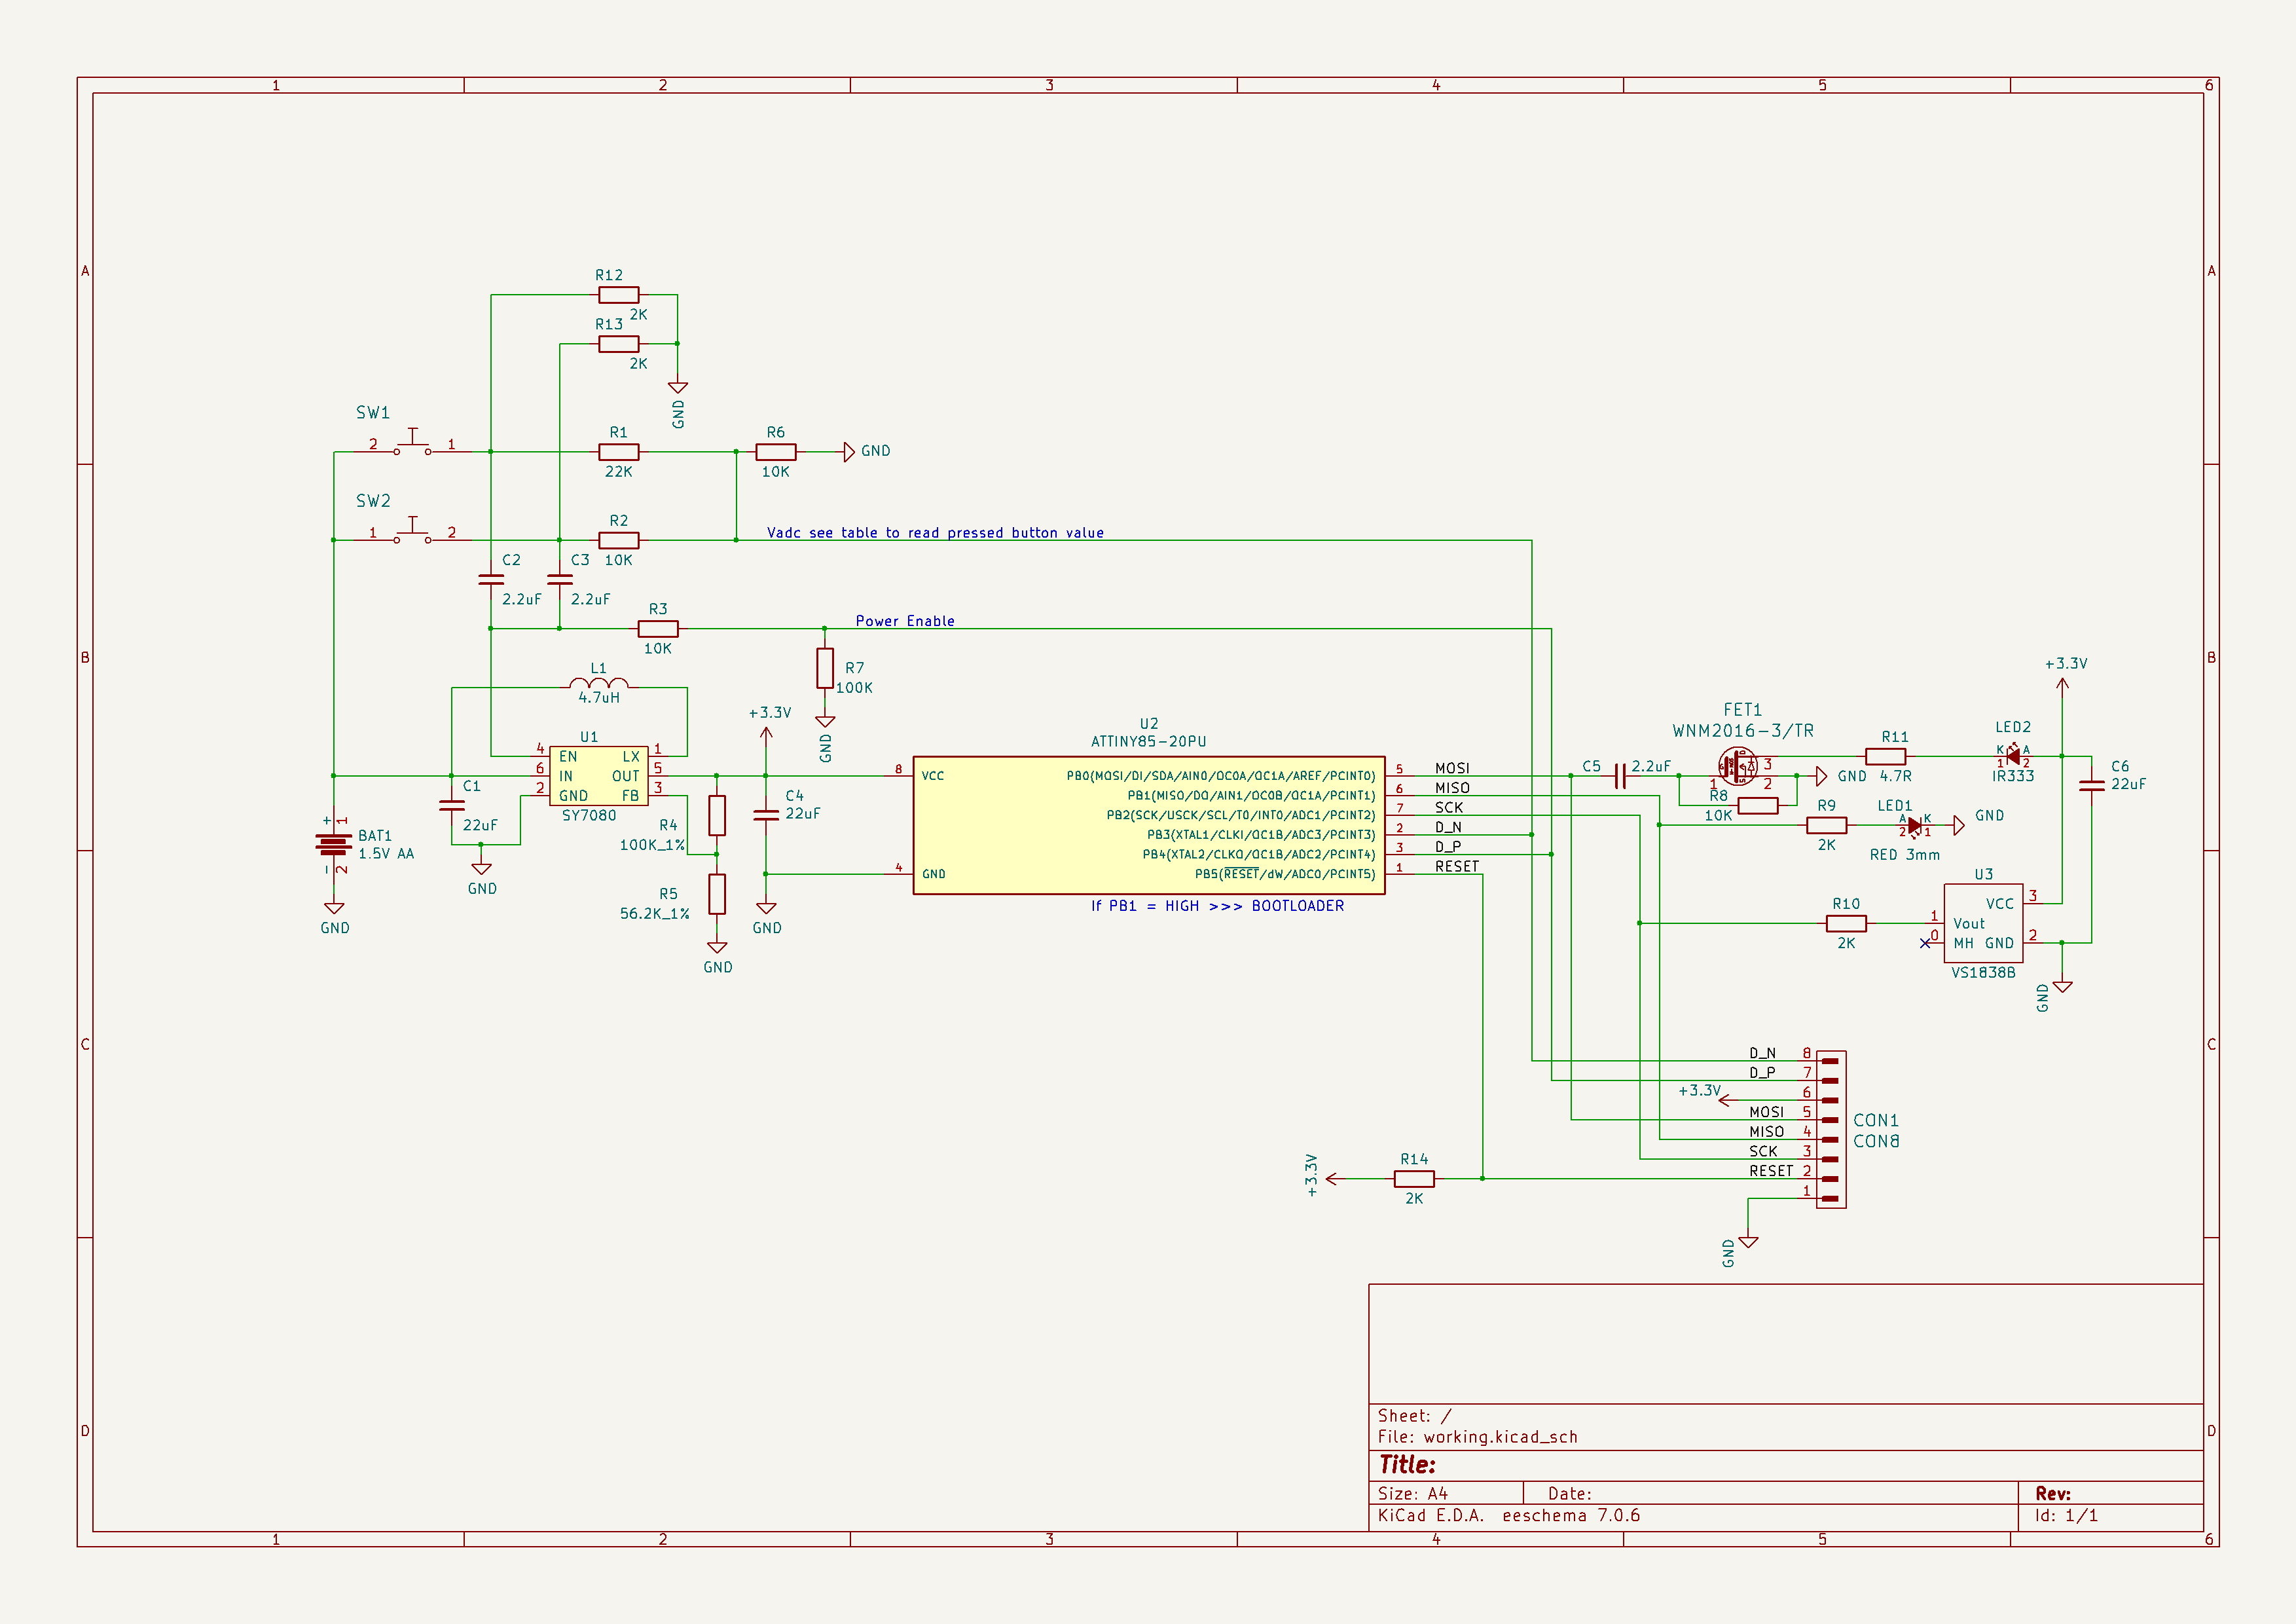 1 2 3 4 5 6
A A
R12
2K
R13
2K
GND
SW1
2 1
R1
22K
R6
10K
GND
SW2
1 2
R2
10K
Vadc see table to read pressed button value
C2
2.2uF
C3
2.2uF
R3
10K
Power Enable
B B
R7
100K
GND
L1
4.7uH
+3.3V
U1
4 EN LX 1
6 IN OUT 5
2 GND FB 3
SY7080
C1
22uF
GND
+ 1
BAT1
1.5V AA
- 2
GND
R4
100K_1%
R5
56.2K_1%
GND
C4
22uF
GND
U2
ATTINY85-20PU
8 VCC
4 GND
PB0(MOSI/DI/SDA/AIN0/OC0A/OC1A/AREF/PCINT0) 5 MOSI
PB1(MISO/DO/AIN1/OC0B/OC1A/PCINT1) 6 MISO
PB2(SCK/USCK/SCL/T0/INT0/ADC1/PCINT2) 7 SCK
PB3(XTAL1/CLKI/OC1B/ADC3/PCINT3) 2 D_N
PB4(XTAL2/CLKO/OC1B/ADC2/PCINT4) 3 D_P
PB5(RESET/dW/ADC0/PCINT5) 1 RESET
If PB1 = HIGH >>> BOOTLOADER
C5 2.2uF
FET1
WNM2016-3/TR
G D S
1 3 2
R8
10K
GND
R11
4.7R
LED2
K A
1 2
IR333
+3.3V
C6
22uF
R9
2K
LED1
A K
2 1
RED 3mm
GND
R10
2K
U3
VCC 3
1 Vout
0 MH GND 2
VS1838B
GND
C C
D_N 8
D_P 7
+3.3V 6
MOSI 5
MISO 4
SCK 3
RESET 2
1
CON1
CON8
GND
+3.3V
R14
2K
D D
Sheet: /
File: working.kicad_sch
Title:
Size: A4 Date: Rev:
KiCad E.D.A. eeschema 7.0.6 Id: 1/1
1 2 3 4 5 6